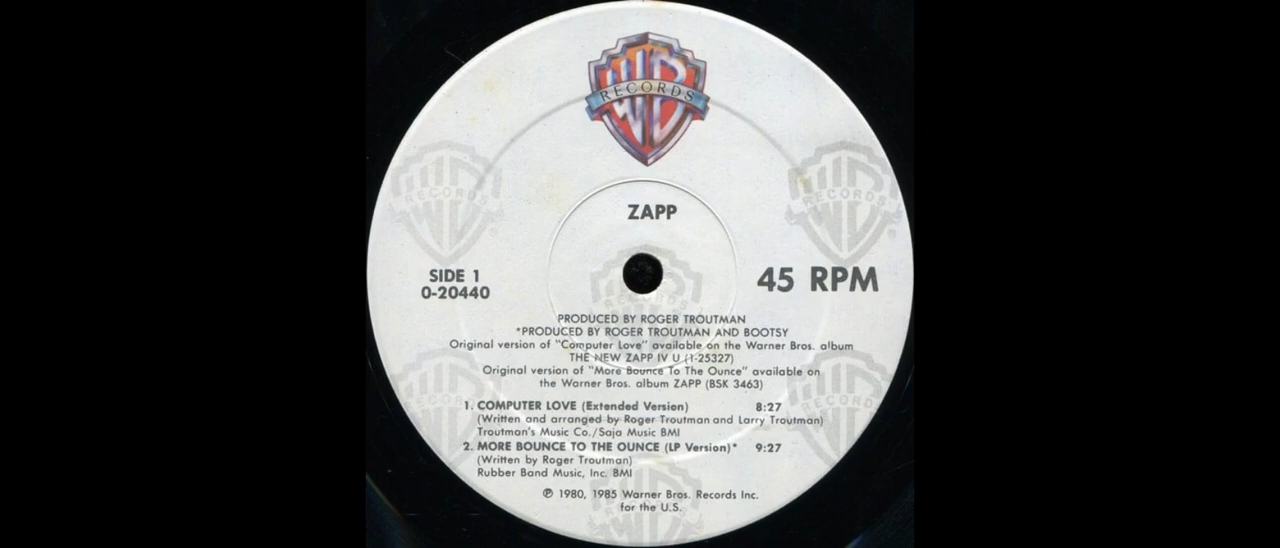 WB
RECORDS
ZAPP
SIDE 1
0-20440
45 RPM
PRODUCED BY ROGER TROUTMAN
*PRODUCED BY ROGER TROUTMAN AND BOOTSY
Original version of "Computer Love" available on the Warner Bros. album
THE NEW ZAPP IV U (1-25327)
Original version of "More Bounce To The Ounce" available on
the Warner Bros. album ZAPP (BSK 3463)
1. COMPUTER LOVE (Extended Version) 8:27
(Written and arranged by Roger Troutman and Larry Troutman)
Troutman's Music Co./Saja Music BMI
2. MORE BOUNCE TO THE OUNCE (LP Version)* 9:27
(Written by Roger Troutman)
Rubber Band Music, Inc. BMI
℗ 1980, 1985 Warner Bros. Records Inc.
for the U.S.